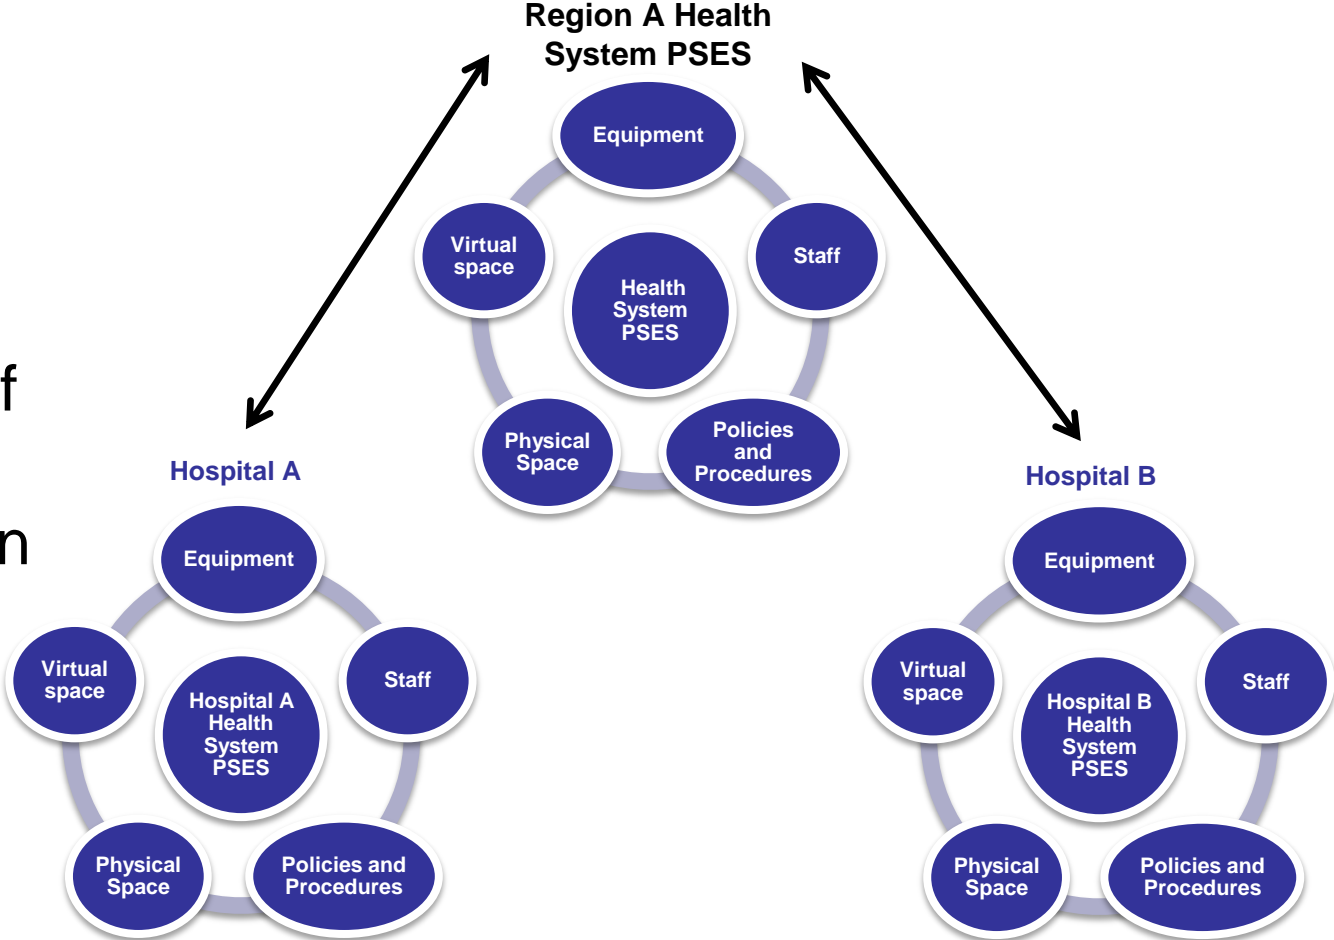 Region A Health
System PSES
Equipment
Virtual
space
Staff
Health
System
PSES
Physical
Space
Policies
and
Procedures
f
n
Hospital A
Equipment
Virtual
space
Staff
Hospital A
Health
System
PSES
Physical
Space
Policies and
Procedures
Hospital B
Equipment
Virtual
space
Staff
Hospital B
Health
System
PSES
Physical
Space
Policies and
Procedures